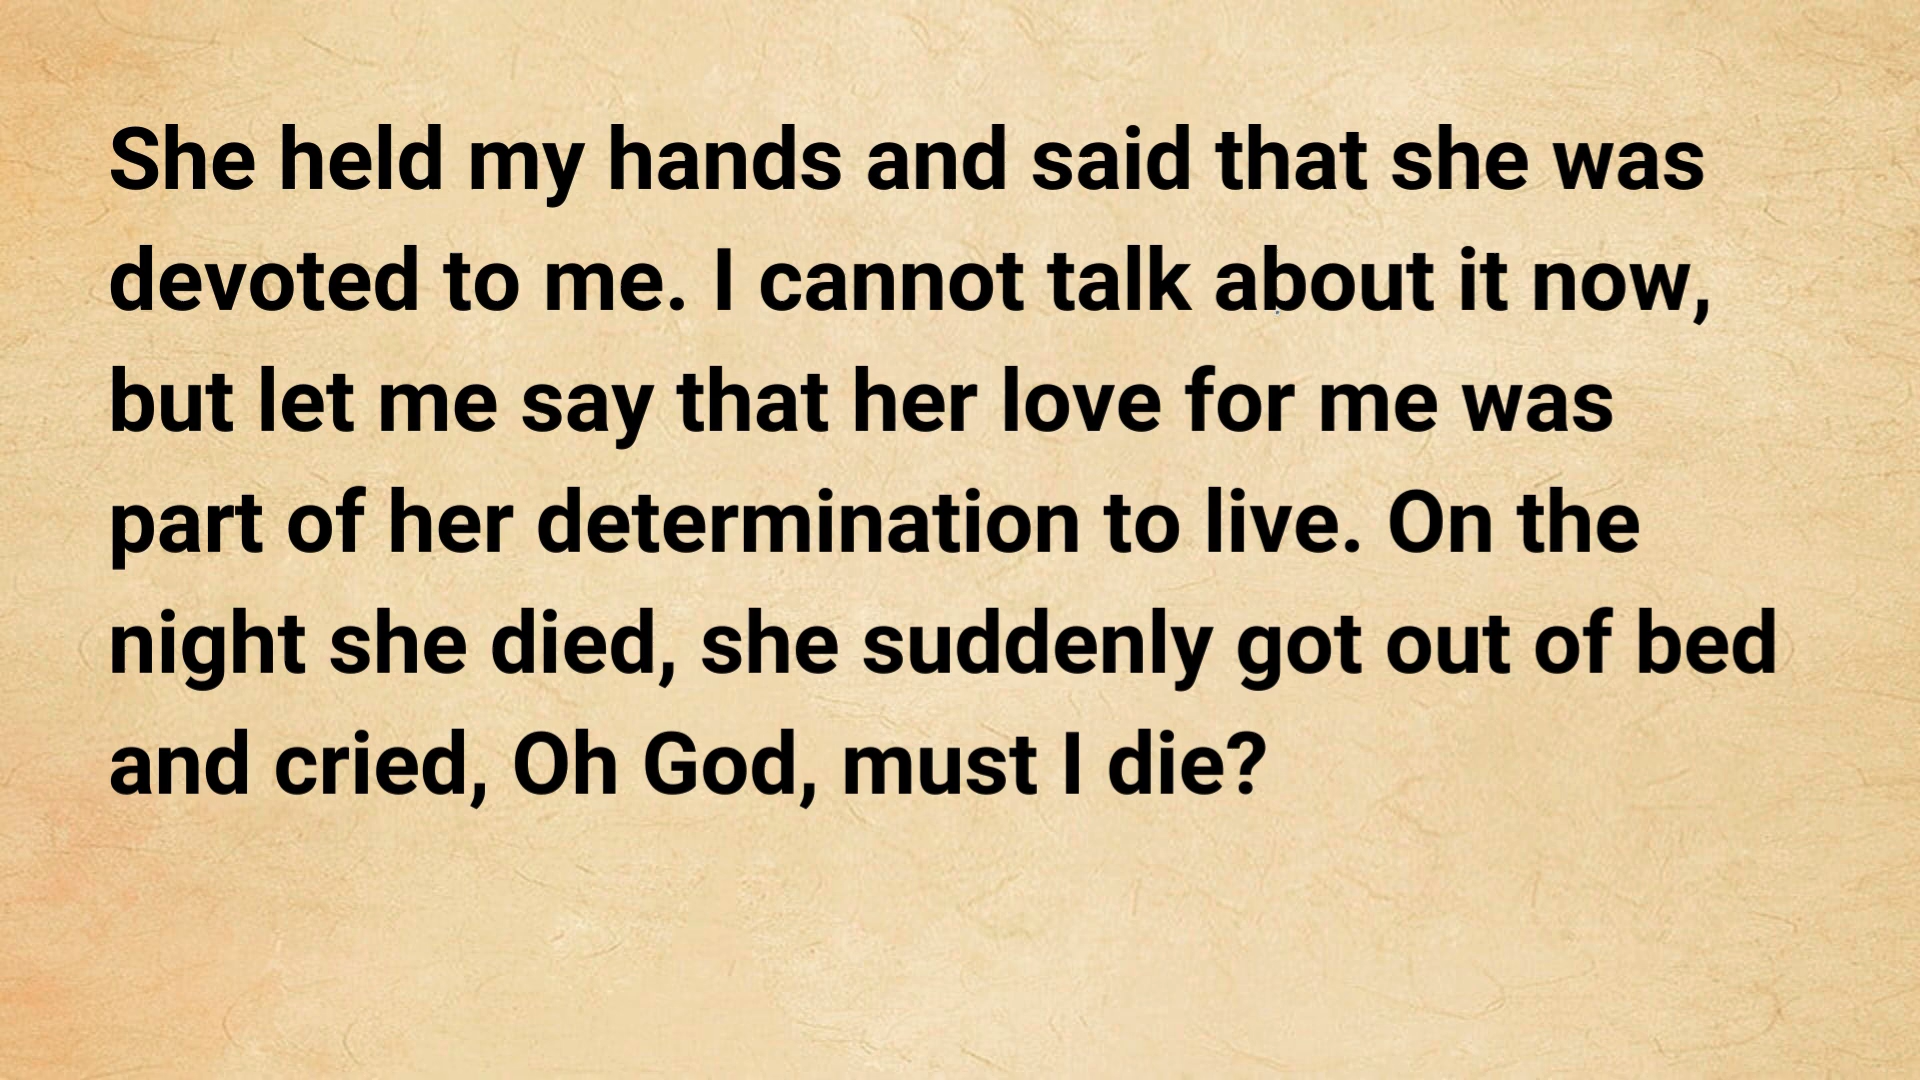 She held my hands and said that she was
devoted to me. I cannot talk about it now,
but let me say that her love for me was
part of her determination to live. On the
night she died, she suddenly got out of bed
and cried, Oh God, must I die?